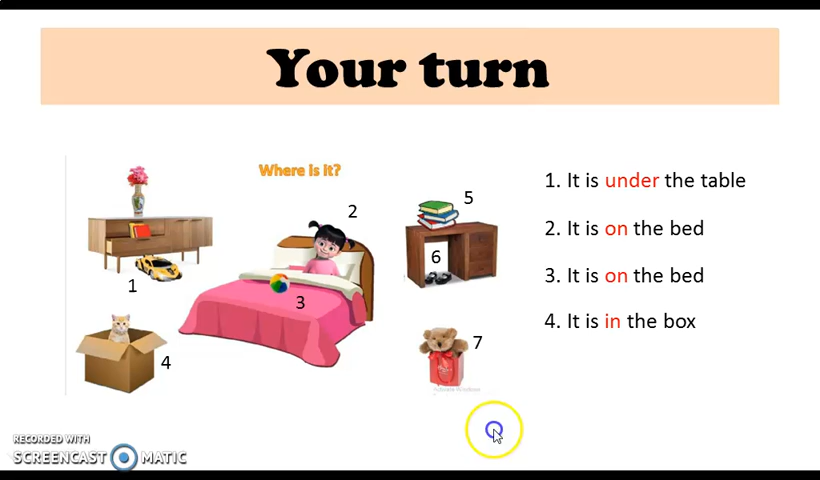 Your turn
Where is it?
1
2
3
4
5
6
7
1. It is under the table
2. It is on the bed
3. It is on the bed
4. It is in the box
RECORDED WITH
SCREENCAST MATIC